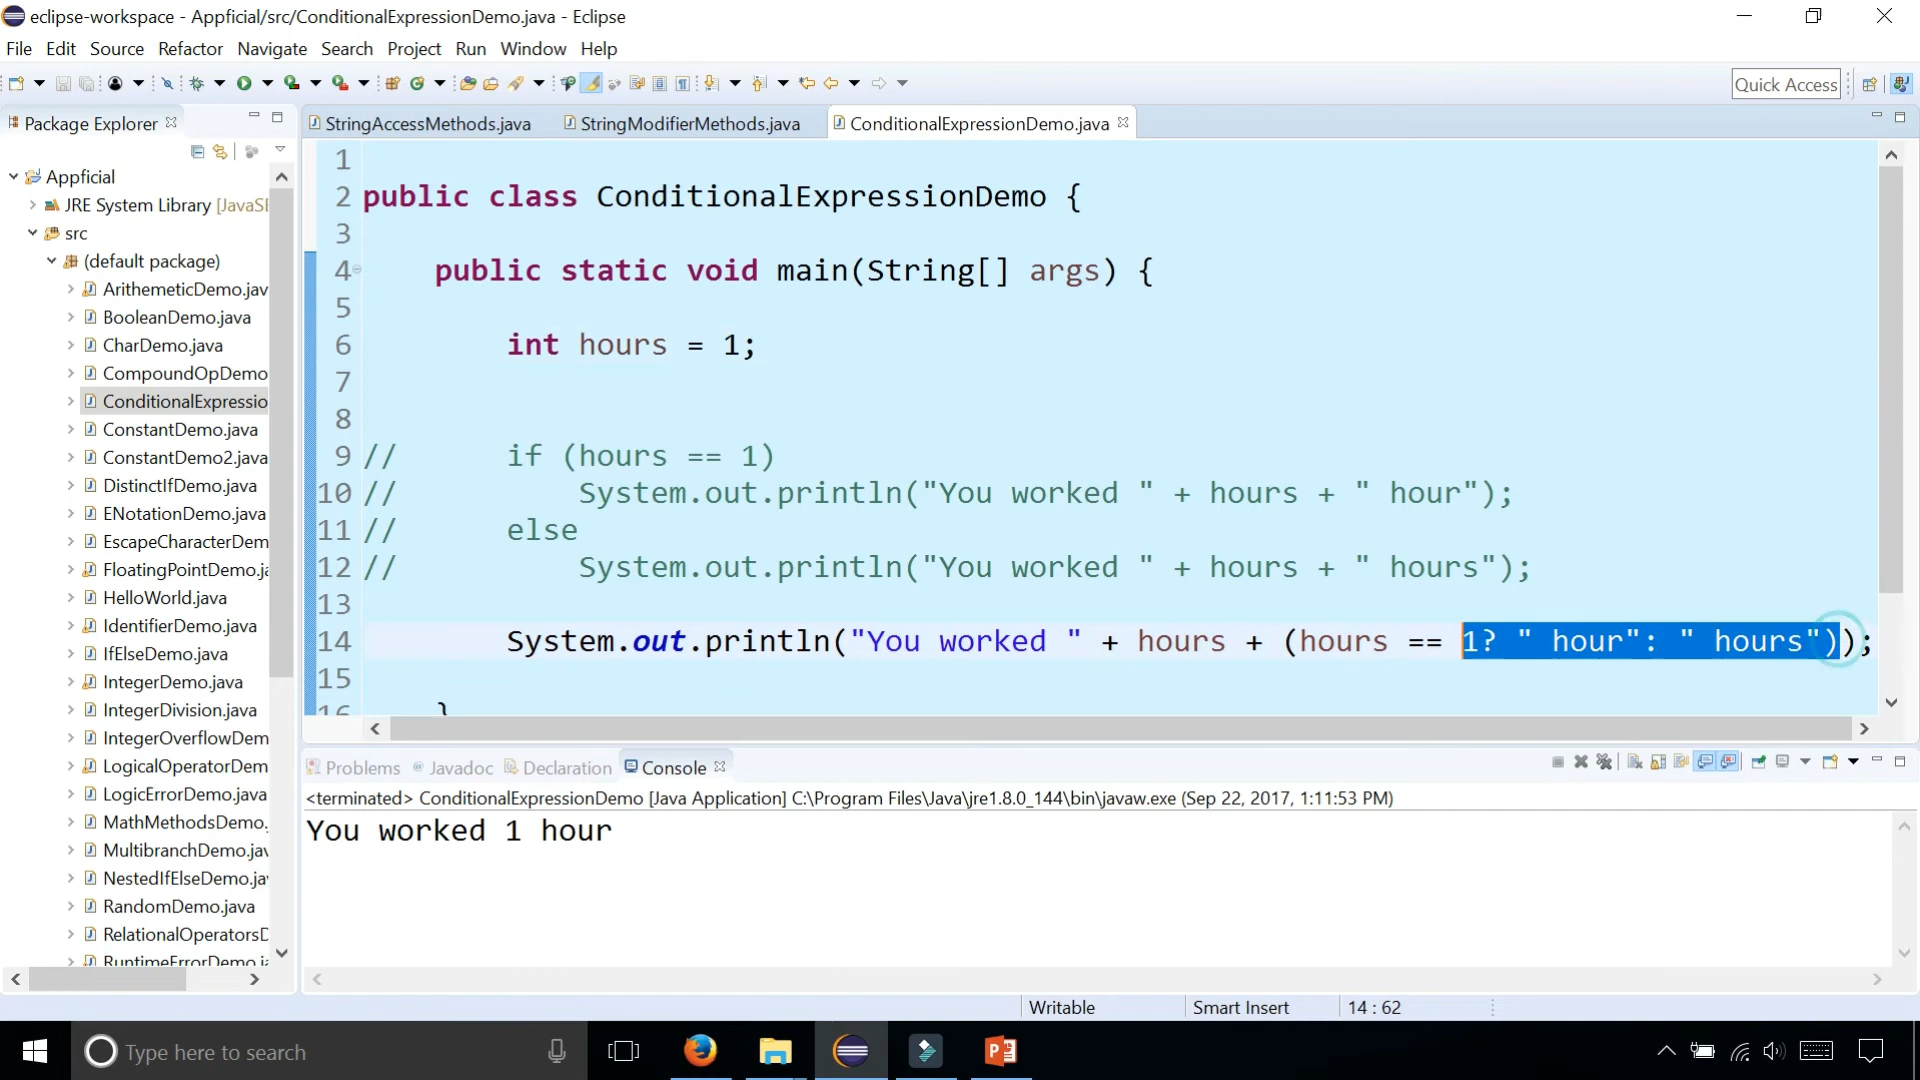 eclipse-workspace - Appficial/src/ConditionalExpressionDemo.java - Eclipse
File Edit Source Refactor Navigate Search Project Run Window Help
Quick Access
Package Explorer
StringAccessMethods.java
StringModifierMethods.java
ConditionalExpressionDemo.java
Appficial
JRE System Library [JavaSE
src
(default package)
ArithemeticDemo.jav
BooleanDemo.java
CharDemo.java
CompoundOpDemo
ConditionalExpressio
ConstantDemo.java
ConstantDemo2.java
DistinctIfDemo.java
ENotationDemo.java
EscapeCharacterDem
FloatingPointDemo.ja
HelloWorld.java
IdentifierDemo.java
IfElseDemo.java
IntegerDemo.java
IntegerDivision.java
IntegerOverflowDem
LogicalOperatorDem
LogicErrorDemo.java
MathMethodsDemo.
MultibranchDemo.jav
NestedIfElseDemo.ja
RandomDemo.java
RelationalOperatorsD
RuntimeErrorDemo.ja
1
2 public class ConditionalExpressionDemo {
3
4 public static void main(String[] args) {
5
6 int hours = 1;
7
8
9 // if (hours == 1)
10 // System.out.println("You worked " + hours + " hour");
11 // else
12 // System.out.println("You worked " + hours + " hours");
13
14 System.out.println("You worked " + hours + (hours == 1? " hour": " hours"));
15
16 }
Problems Javadoc Declaration Console
<terminated> ConditionalExpressionDemo [Java Application] C:\Program Files\Java\jre1.8.0_144\bin\javaw.exe (Sep 22, 2017, 1:11:53 PM)
You worked 1 hour
Writable Smart Insert 14 : 62
Type here to search